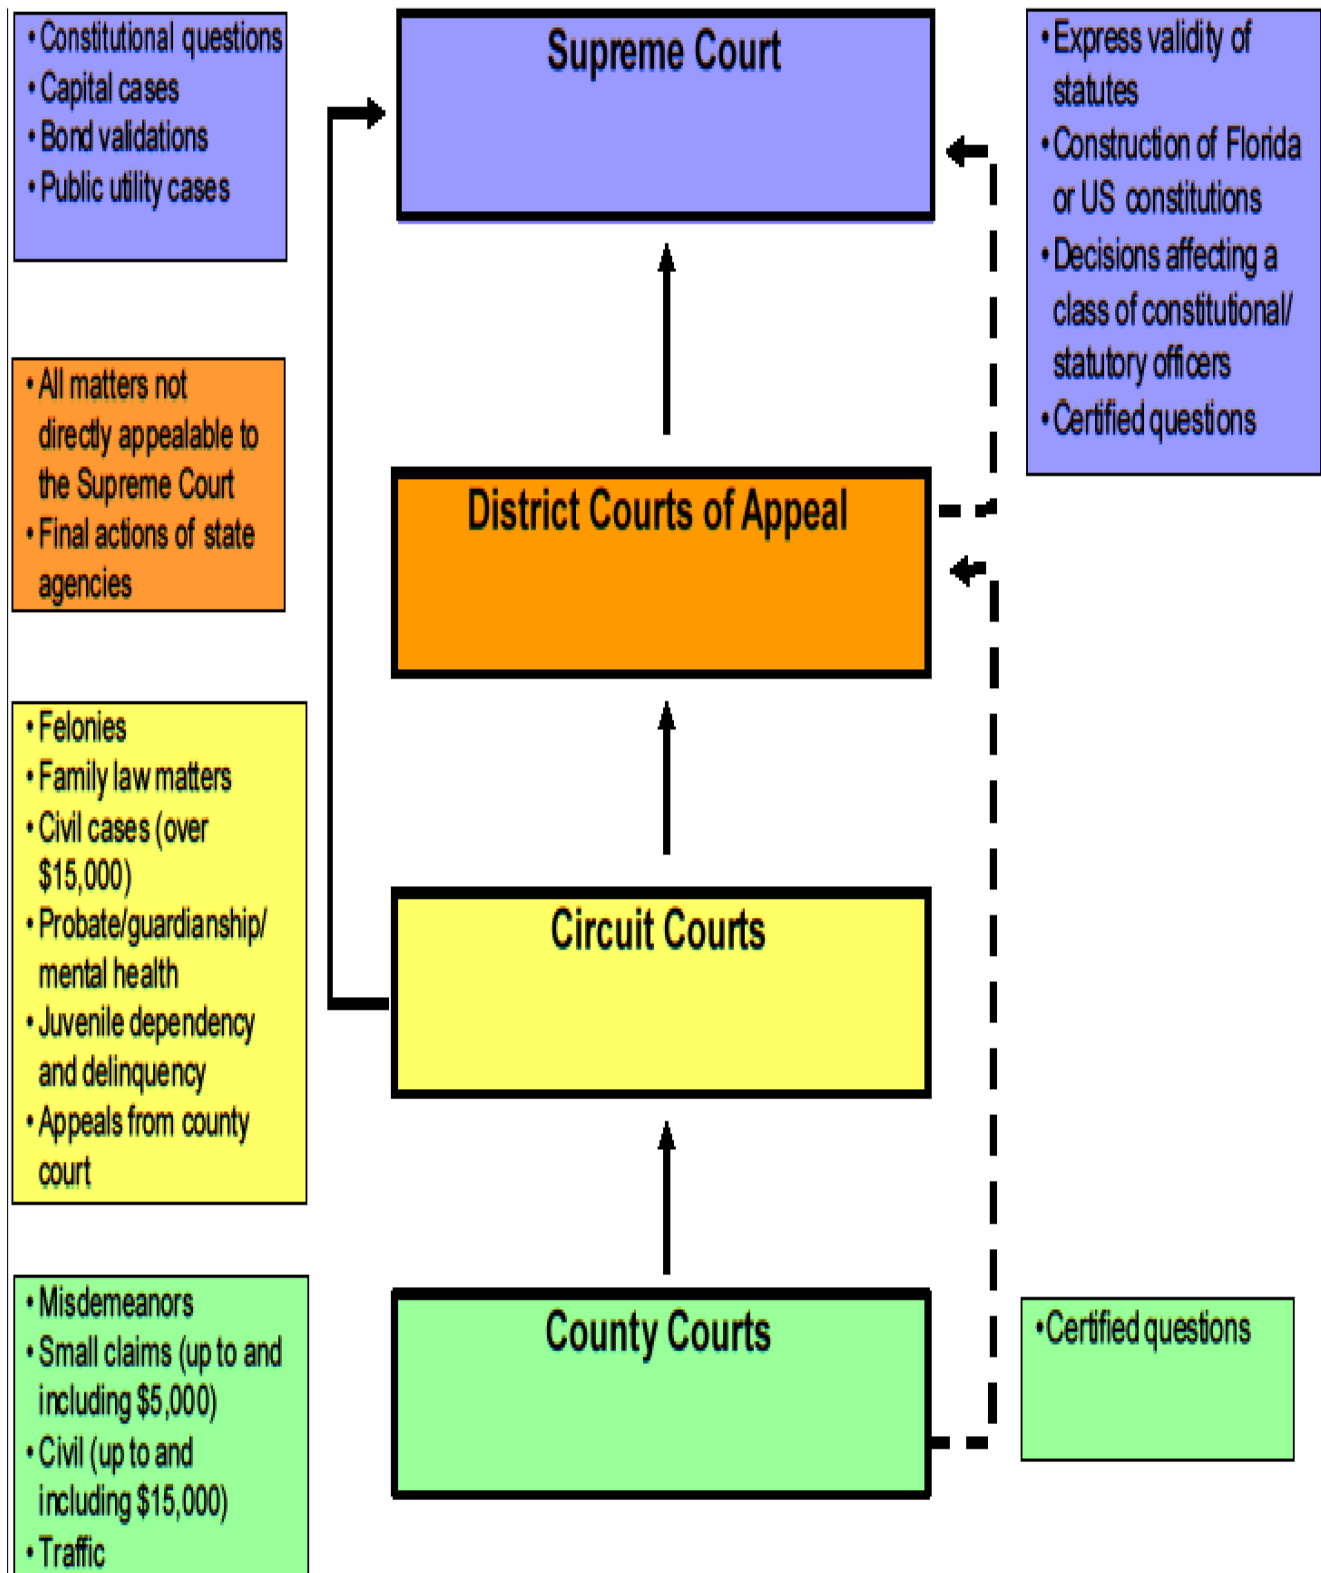 • Constitutional questions
• Capital cases
• Bond validations
• Public utility cases
Supreme Court
• Express validity of
statutes
• Construction of Florida
or US constitutions
• Decisions affecting a
class of constitutional/
statutory officers
• Certified questions
• All matters not
directly appealable to
the Supreme Court
• Final actions of state
agencies
District Courts of Appeal
• Felonies
• Family law matters
• Civil cases (over
$15,000)
• Probate/guardianship/
mental health
• Juvenile dependency
and delinquency
• Appeals from county
court
Circuit Courts
• Misdemeanors
• Small claims (up to and
including $5,000)
• Civil (up to and
including $15,000)
• Traffic
County Courts
• Certified questions